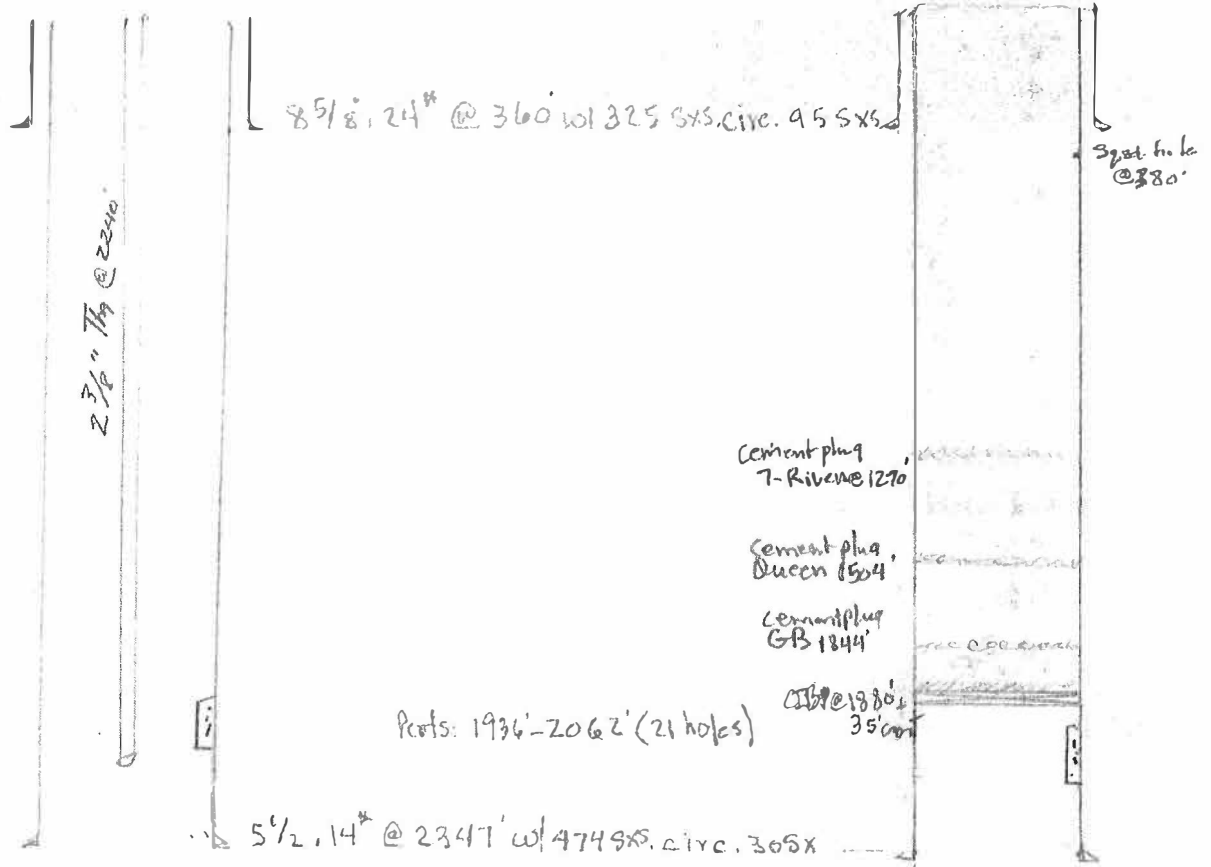 8 5/8, 24# @ 360' w/ 325 sxs. circ. 95 sxs
Sqzd. hole
@380'
2 3/8" Tbg @ 2240'
Cement plug
7-Rivers@ 1270'
Cement plug
Queen 1504'
Cement plug
GB 1844'
CIBP@1880'+
35' cmt
Perfs: 1936'-2062' (21 holes)
5 1/2, 14# @ 2347' w/ 474 sxs. circ. 30 sx